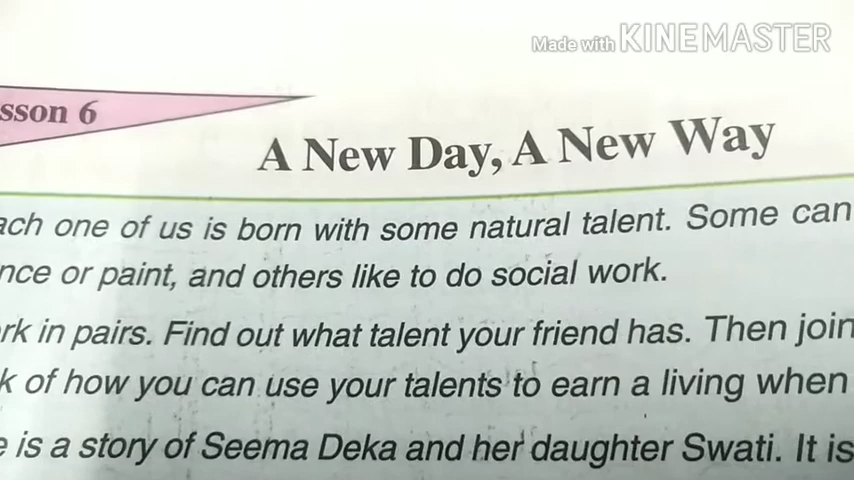 Made with KINEMASTER
sson 6
A New Day, A New Way
ach one of us is born with some natural talent. Some can
nce or paint, and others like to do social work.
rk in pairs. Find out what talent your friend has. Then join
k of how you can use your talents to earn a living when
e is a story of Seema Deka and her daughter Swati. It is